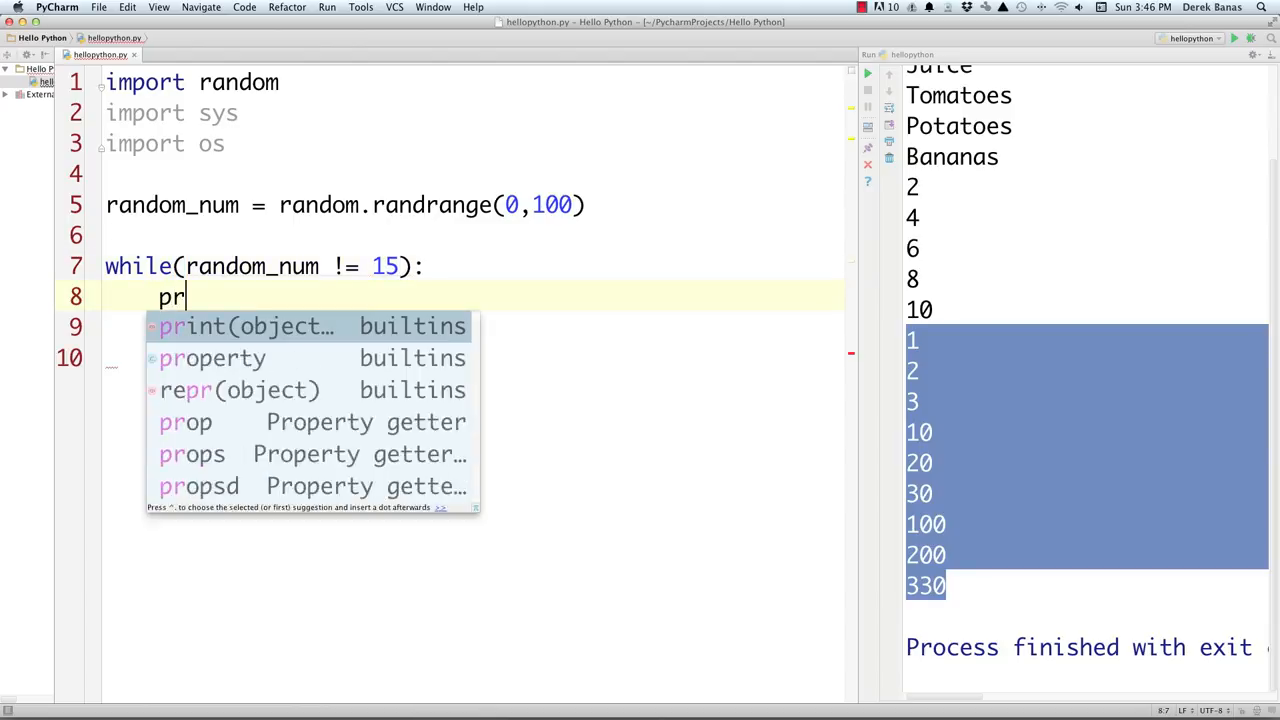 PyCharm File Edit View Navigate Code Refactor Run Tools VCS Window Help 10 Sun 3:46 PM Derek Banas
hellopython.py - Hello Python - [~/PycharmProjects/Hello Python]
Hello Python hellopython.py hellopython
hellopython.py
Run hellopython
Hello P
hell
Externa
1 import random
2 import sys
3 import os
4
5 random_num = random.randrange(0,100)
6
7 while(random_num != 15):
8 pr
9
10
print(object… builtins
property builtins
repr(object) builtins
prop Property getter
props Property getter…
propsd Property gette…
Press ^. to choose the selected (or first) suggestion and insert a dot afterwards >>
Juice
Tomatoes
Potatoes
Bananas
2
4
6
8
10
1
2
3
10
20
30
100
200
330
Process finished with exit
8:7 LF UTF-8